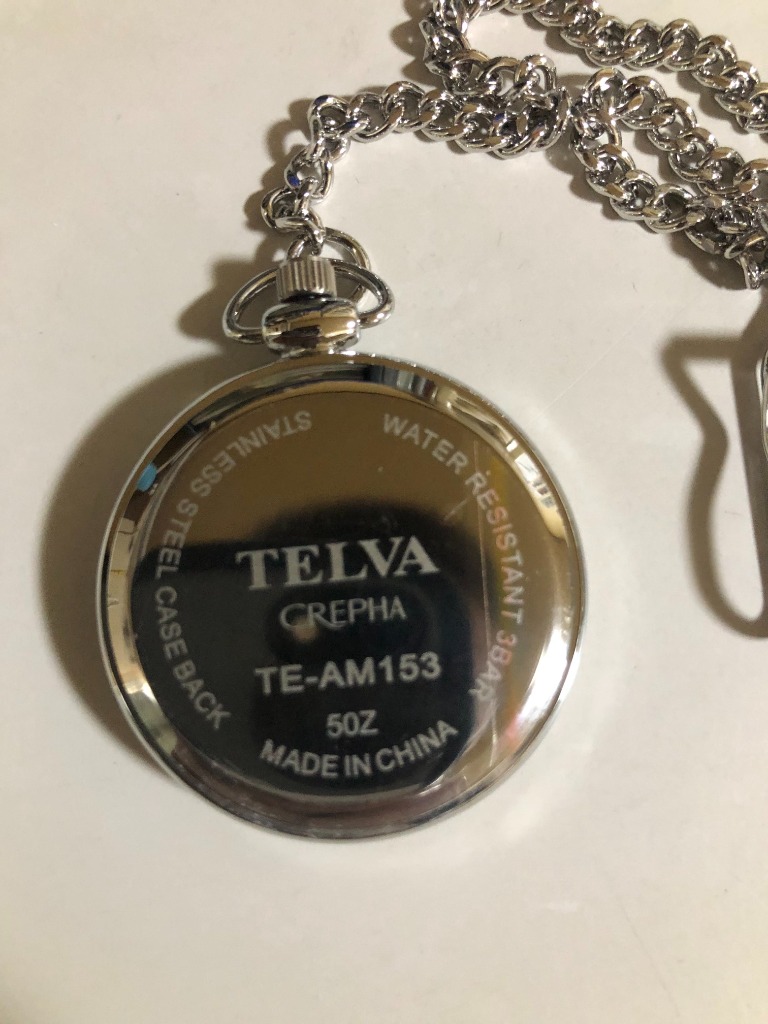 STAINLESS STEEL CASE BACK
WATER RESISTANT 3BAR
TELVA
CREPHA
TE-AM153
50Z
MADE IN CHINA